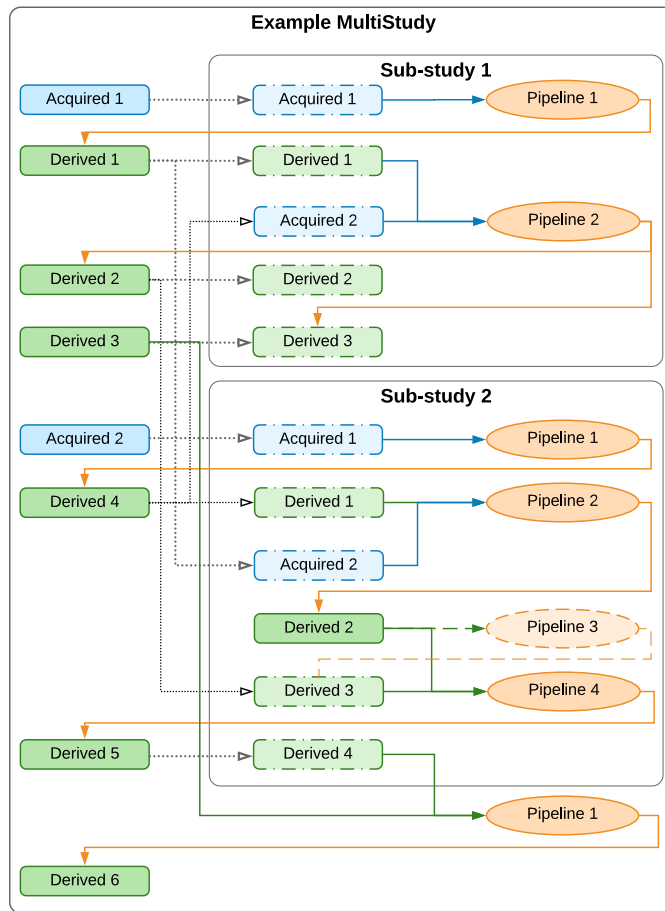 Example MultiStudy
Sub-study 1
Acquired 1
Acquired 1
Pipeline 1
Derived 1
Derived 1
Acquired 2
Pipeline 2
Derived 2
Derived 2
Derived 3
Derived 3
Sub-study 2
Acquired 2
Acquired 1
Pipeline 1
Derived 4
Derived 1
Pipeline 2
Acquired 2
Derived 2
Pipeline 3
Derived 3
Pipeline 4
Derived 5
Derived 4
Pipeline 1
Derived 6